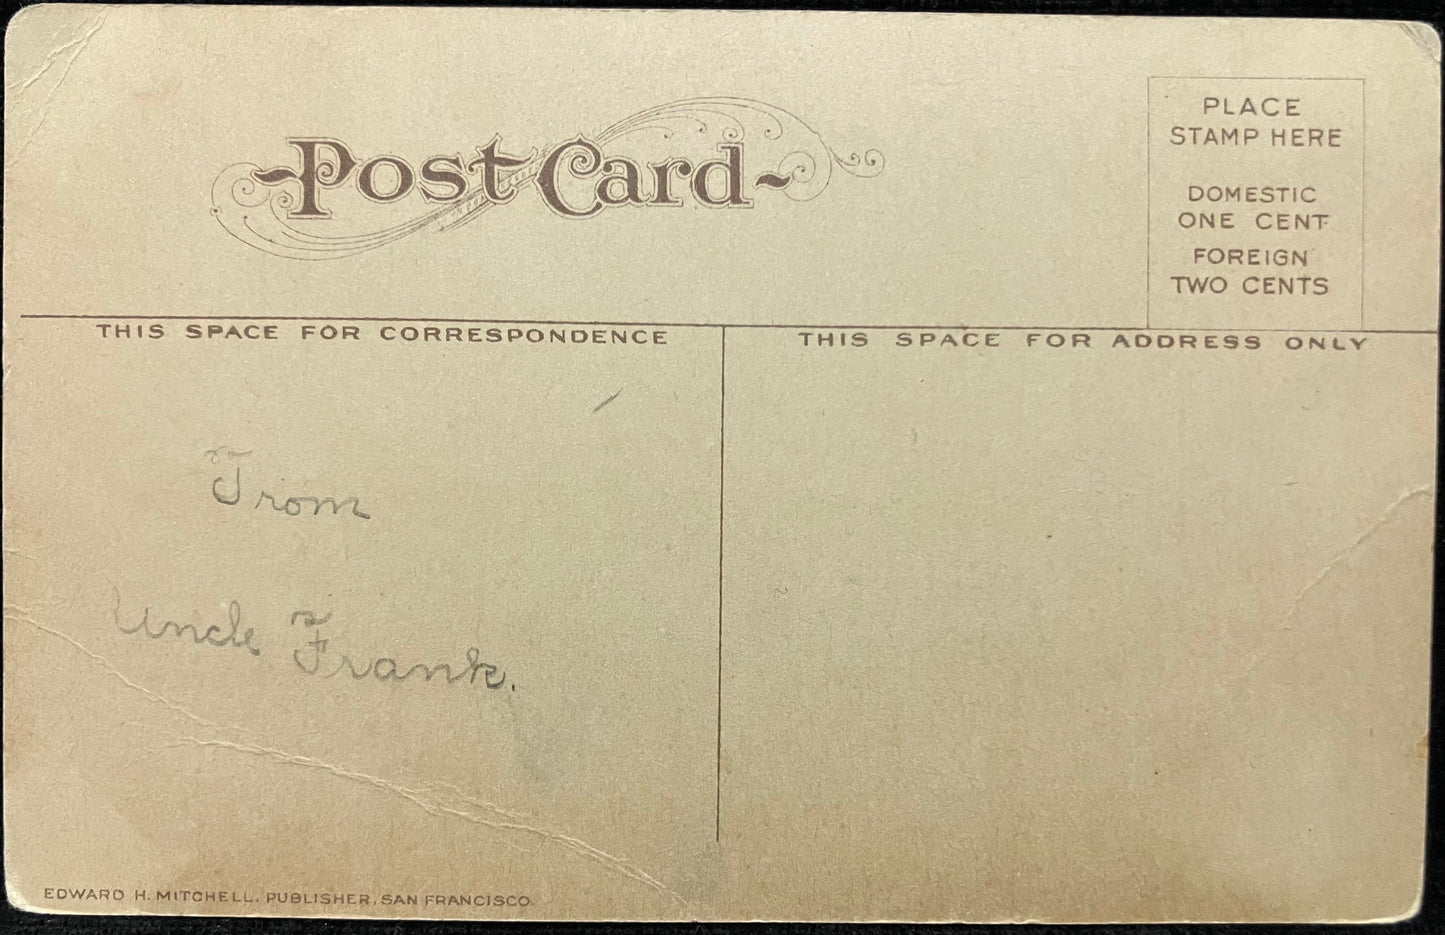 Post Card
PLACE
STAMP HERE
DOMESTIC
ONE CENT
FOREIGN
TWO CENTS
THIS SPACE FOR CORRESPONDENCE
THIS SPACE FOR ADDRESS ONLY
From
Uncle Frank.
EDWARD H. MITCHELL, PUBLISHER, SAN FRANCISCO.